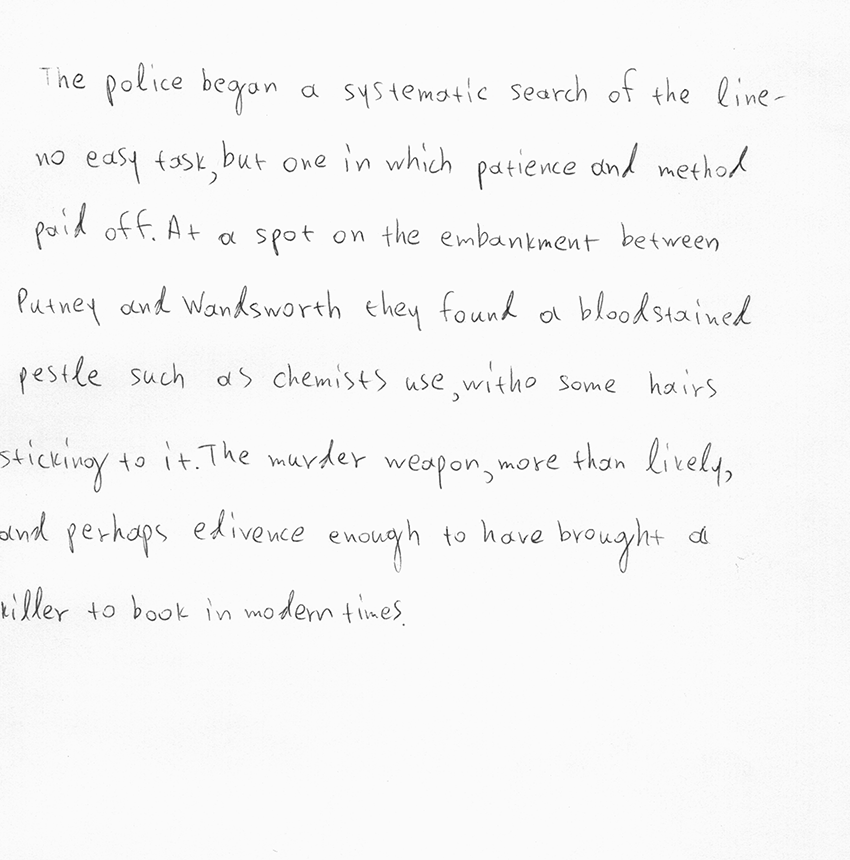 The police began a systematic search of the line-
no easy task, but one in which patience and method
paid off. At a spot on the embankment between
Putney and Wandsworth they found a bloodstained
pestle such as chemists use, witho some hairs
sticking to it. The murder weapon, more than likely,
and perhaps edivence enough to have brought a
killer to book in modern times.